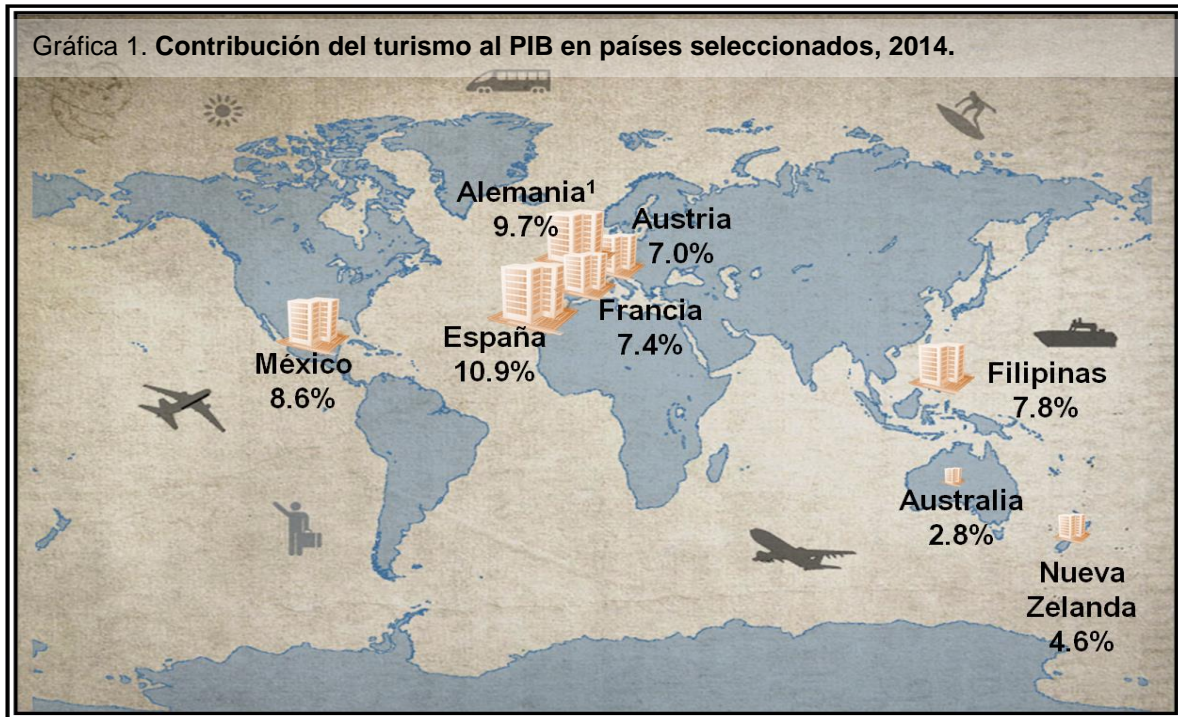 Gráfica 1. Contribución del turismo al PIB en países seleccionados, 2014.
Alemania¹
9.7%
Austria
7.0%
Francia
7.4%
España
10.9%
México
8.6%
Filipinas
7.8%
Australia
2.8%
Nueva
Zelanda
4.6%